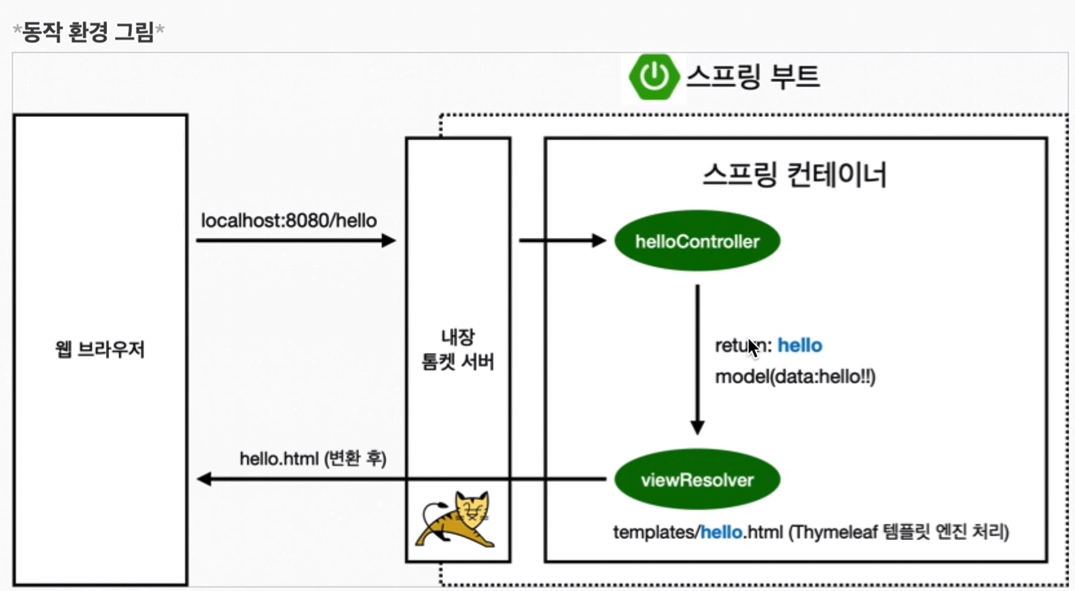 *동작 환경 그림*
스프링 부트
스프링 컨테이너
localhost:8080/hello
helloController
웹 브라우저
내장
톰켓 서버
return: hello
model(data:hello!!)
hello.html (변환 후)
viewResolver
templates/hello.html (Thymeleaf 템플릿 엔진 처리)